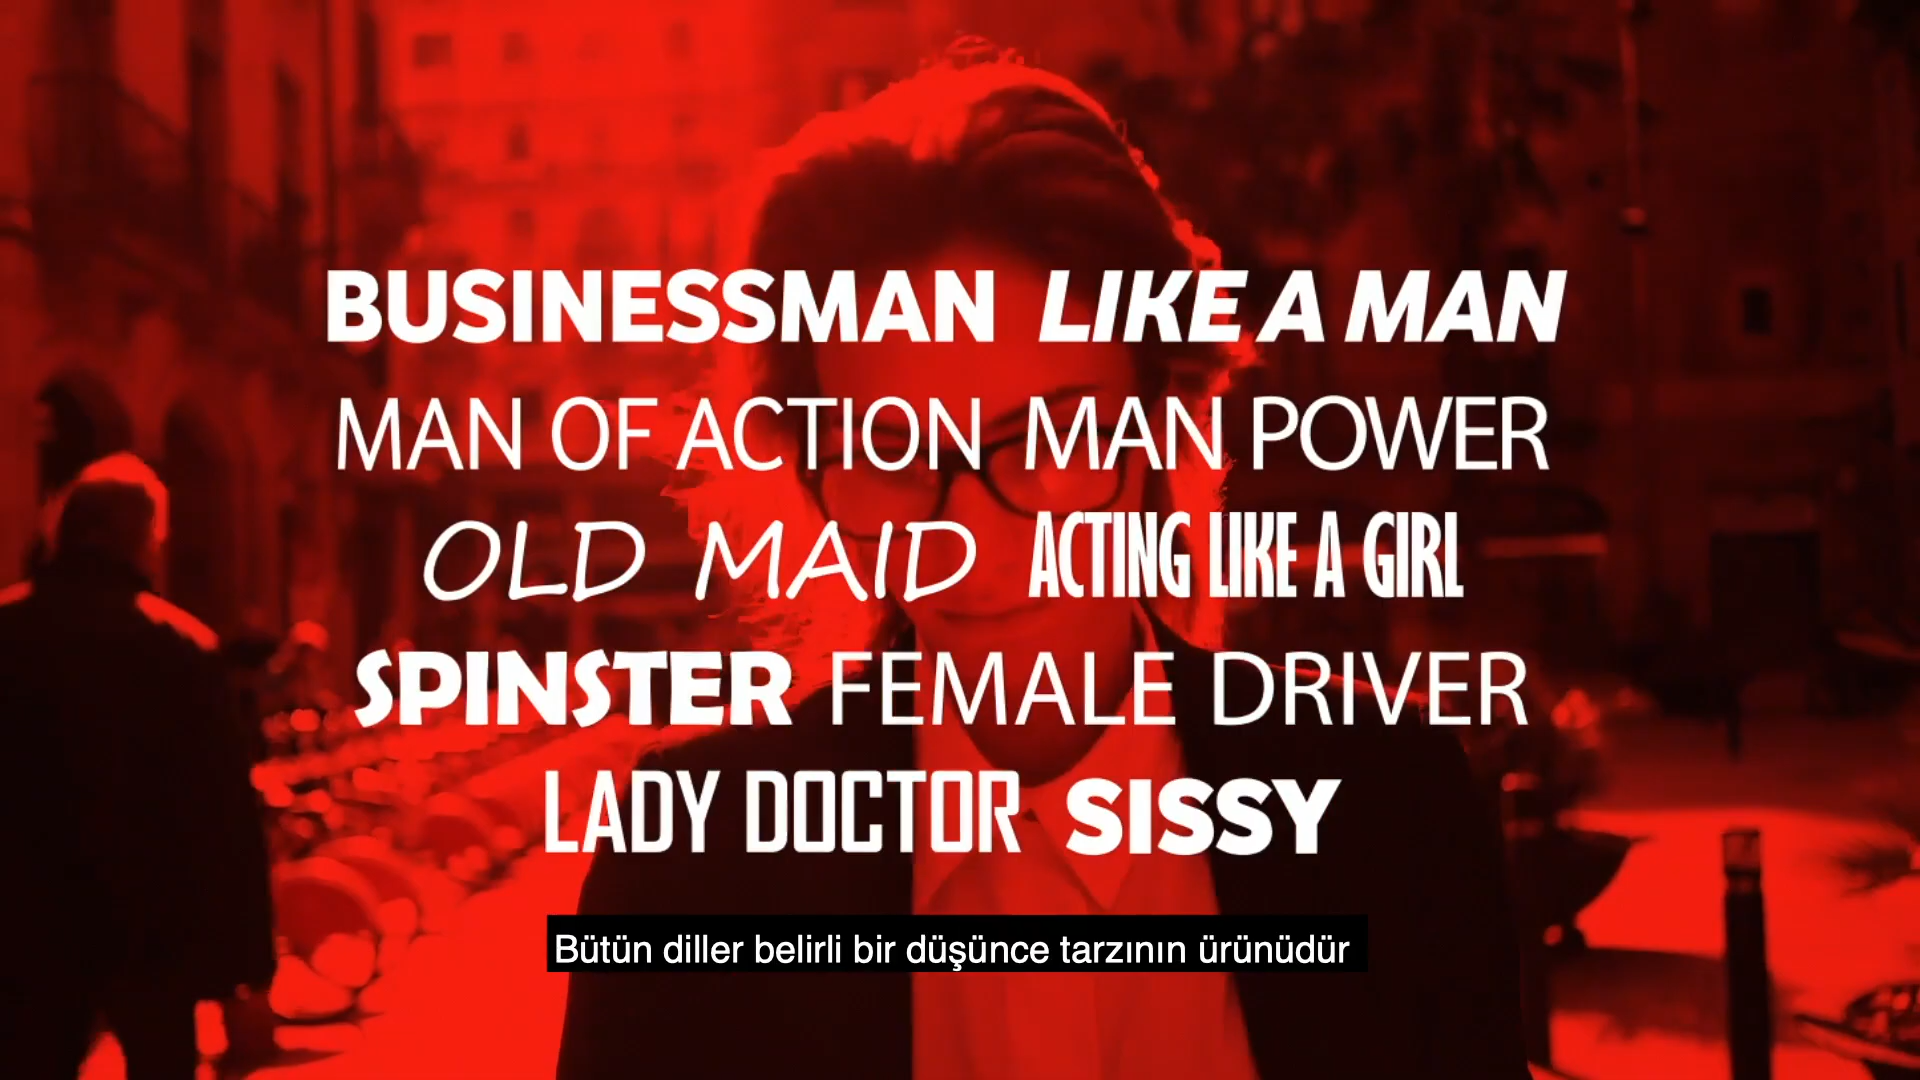 BUSINESSMAN LIKE A MAN
MAN OF ACTION MAN POWER
OLD MAID ACTING LIKE A GIRL
SPINSTER FEMALE DRIVER
LADY DOCTOR SISSY
Bütün diller belirli bir düşünce tarzının ürünüdür